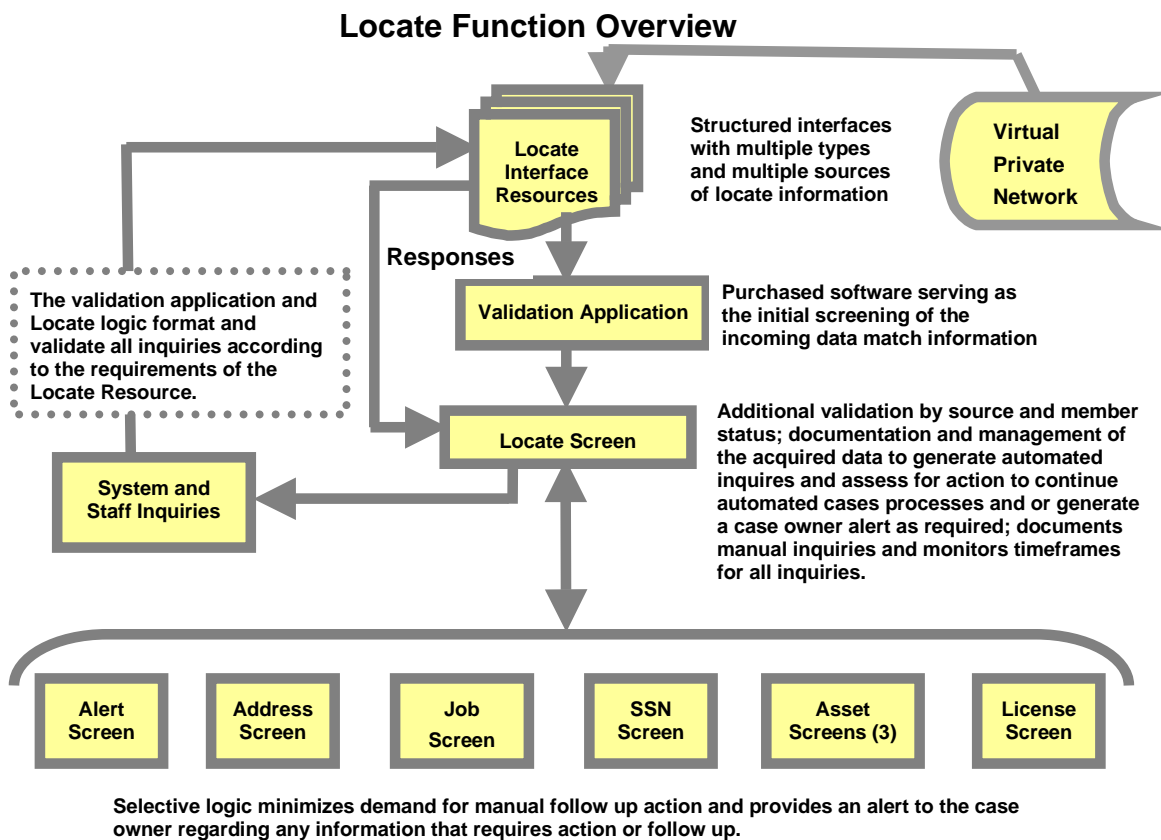 Locate Function Overview
Locate
Interface
Resources
Structured interfaces
with multiple types
and multiple sources
of locate information
Virtual
Private
Network
Responses
The validation application and
Locate logic format and
validate all inquiries according
to the requirements of the
Locate Resource.
Validation Application
Purchased software serving as
the initial screening of the
incoming data match information
Locate Screen
Additional validation by source and member
status; documentation and management of
the acquired data to generate automated
inquires and assess for action to continue
automated cases processes and or generate
a case owner alert as required; documents
manual inquiries and monitors timeframes
for all inquiries.
System and
Staff Inquiries
Alert
Screen
Address
Screen
Job
Screen
SSN
Screen
Asset
Screens (3)
License
Screen
Selective logic minimizes demand for manual follow up action and provides an alert to the case
owner regarding any information that requires action or follow up.